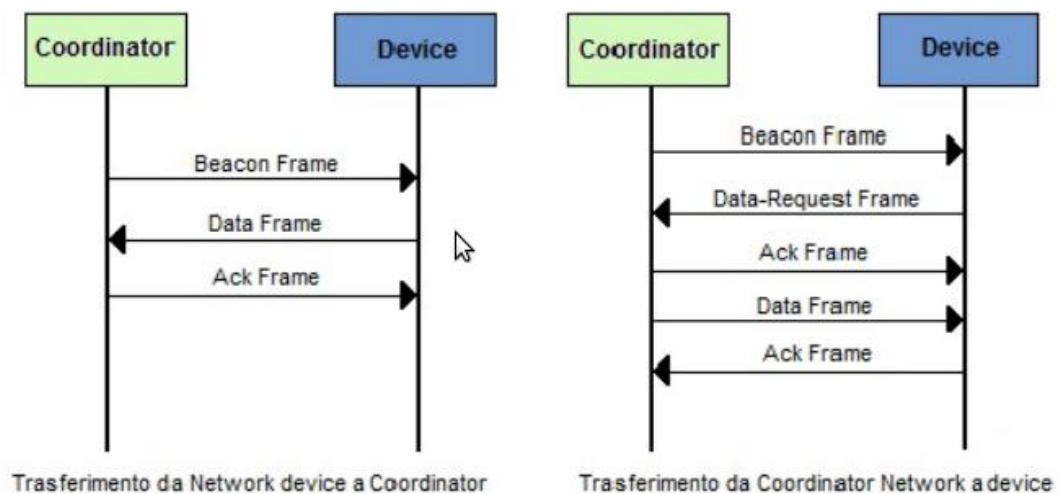 Coordinator
Device
Beacon Frame
Data Frame
Ack Frame
Trasferimento da Network device a Coordinator
Coordinator
Device
Beacon Frame
Data-Request Frame
Ack Frame
Data Frame
Ack Frame
Trasferimento da Coordinator Network a device